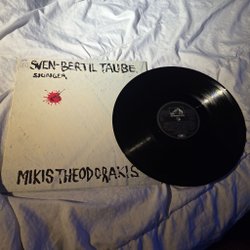 SVEN-BERTIL TAUBE
SJUNGER
MIKIS THEODORAKIS